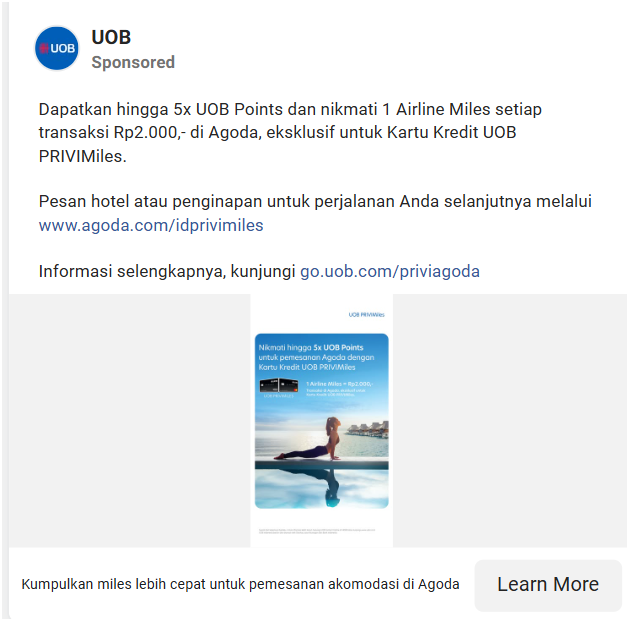 UOB
UOB
Sponsored
Dapatkan hingga 5x UOB Points dan nikmati 1 Airline Miles setiap
transaksi Rp2.000,- di Agoda, eksklusif untuk Kartu Kredit UOB
PRIVIMiles.
Pesan hotel atau penginapan untuk perjalanan Anda selanjutnya melalui
www.agoda.com/idprivimiles
Informasi selengkapnya, kunjungi go.uob.com/priviagoda
UOB PRIVIMiles
Nikmati hingga 5x UOB Points
untuk pemesanan Agoda dengan
Kartu Kredit UOB PRIVIMiles
1 Airline Miles = Rp2.000,-
Kumpulkan miles lebih cepat untuk pemesanan akomodasi di Agoda
Learn More